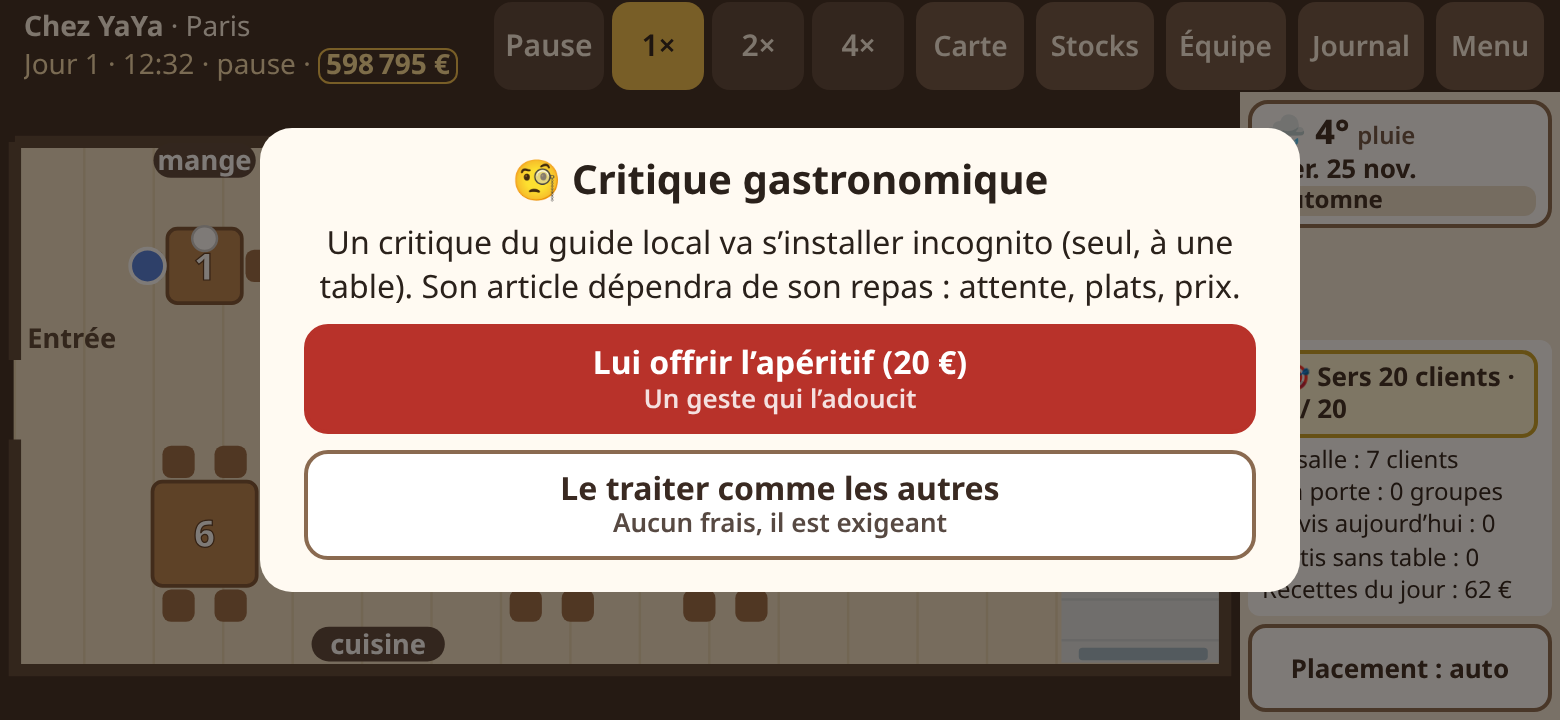 Chez YaYa · Paris
Jour 1 · 12:32 · pause · 598 795 €
Pause
1×
2×
4×
Carte
Stocks
Équipe
Journal
Menu
mange
1
Entrée
6
cuisine
🧐 Critique gastronomique
Un critique du guide local va s’installer incognito (seul, à une
table). Son article dépendra de son repas : attente, plats, prix.
Lui offrir l’apéritif (20 €)
Un geste qui l’adoucit
Le traiter comme les autres
Aucun frais, il est exigeant
4° pluie
25 nov.
Sers 20 clients ·
/ 20
salle : 7 clients
porte : 0 groupes
aujourd’hui : 0
sans table : 0
Recettes du jour : 62 €
Placement : auto